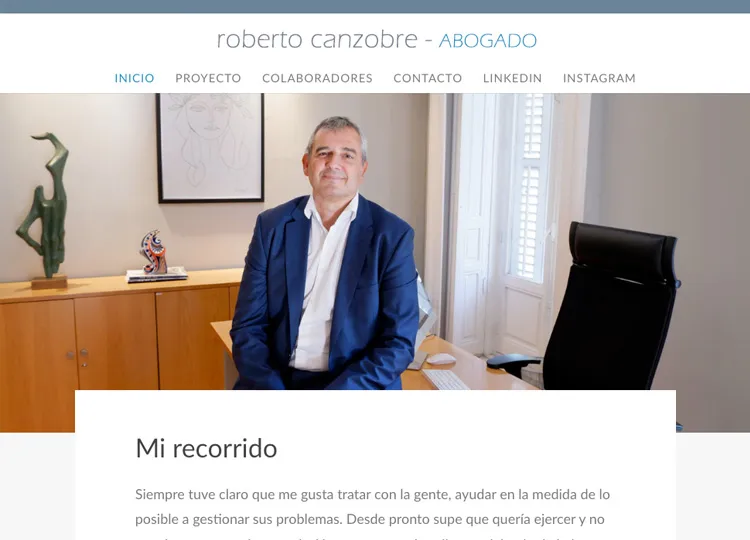 roberto canzobre - ABOGADO
INICIO PROYECTO COLABORADORES CONTACTO LINKEDIN INSTAGRAM
Mi recorrido
Siempre tuve claro que me gusta tratar con la gente, ayudar en la medida de lo
posible a gestionar sus problemas. Desde pronto supe que quería ejercer y no